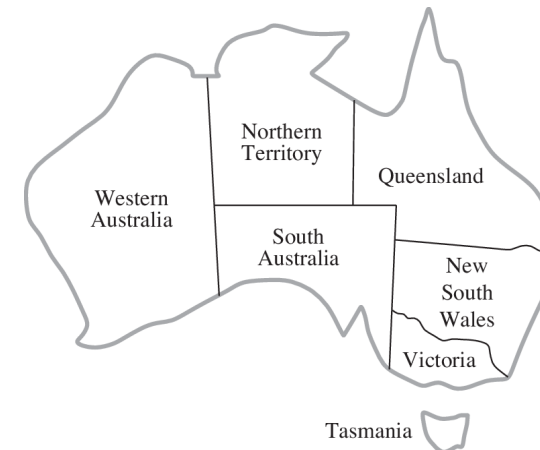 Northern
Territory
Queensland
Western
Australia
South
Australia
New
South
Wales
Victoria
Tasmania